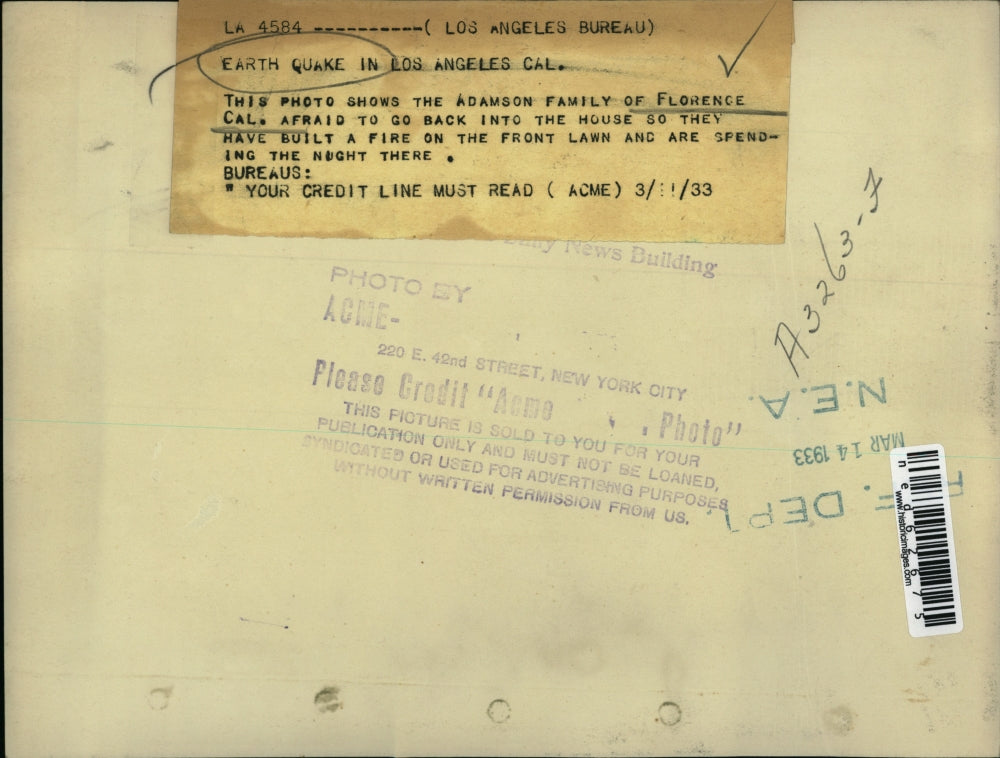 LA 4584 -----------( LOS ANGELES BUREAU)
EARTH QUAKE IN LOS ANGELES CAL.
THIS PHOTO SHOWS THE ADAMSON FAMILY OF FLORENCE
CAL. AFRAID TO GO BACK INTO THE HOUSE SO THEY
HAVE BUILT A FIRE ON THE FRONT LAWN AND ARE SPEND-
ING THE NUGHT THERE .
BUREAUS:
" YOUR CREDIT LINE MUST READ ( ACME) 3/11/33
Daily News Building
PHOTO BY
ACME-
220 E. 42nd STREET, NEW YORK CITY
Please Credit "Acme . Photo"
THIS PICTURE IS SOLD TO YOU FOR YOUR
PUBLICATION ONLY AND MUST NOT BE LOANED,
SYNDICATED OR USED FOR ADVERTISING PURPOSES
WITHOUT WRITTEN PERMISSION FROM US.
A3263-F
N.E.A.
MAR 14 1933
F. DEPT
www.historicimages.com
ned62675